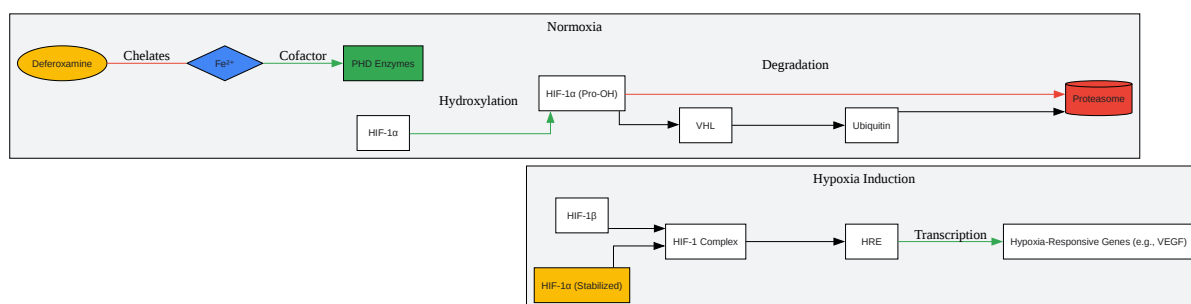 Normoxia
Deferoxamine
Chelates
Fe²⁺
Cofactor
PHD Enzymes
Degradation
Hydroxylation
HIF-1α (Pro-OH)
Proteasome
HIF-1α
VHL
Ubiquitin
Hypoxia Induction
HIF-1β
HIF-1 Complex
HRE
Transcription
Hypoxia-Responsive Genes (e.g., VEGF)
HIF-1α (Stabilized)